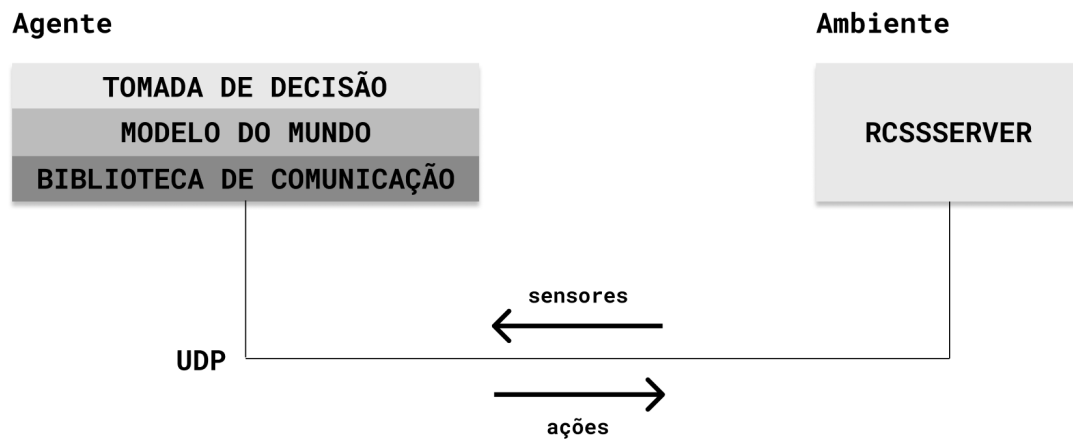 Agente
Ambiente
TOMADA DE DECISÃO
MODELO DO MUNDO
BIBLIOTECA DE COMUNICAÇÃO
RCSSSERVER
sensores
UDP
ações